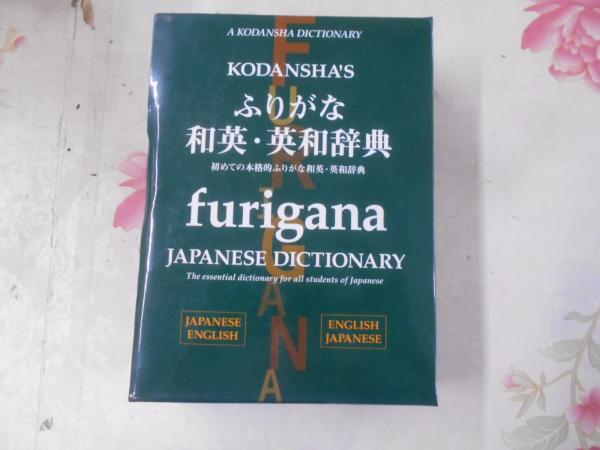 A KODANSHA DICTIONARY
KODANSHA'S
ふりがな
和英・英和辞典
初めての本格的ふりがな和英・英和辞典
furigana
JAPANESE DICTIONARY
The essential dictionary for all students of Japanese
JAPANESE
ENGLISH
ENGLISH
JAPANESE
FURIGANA